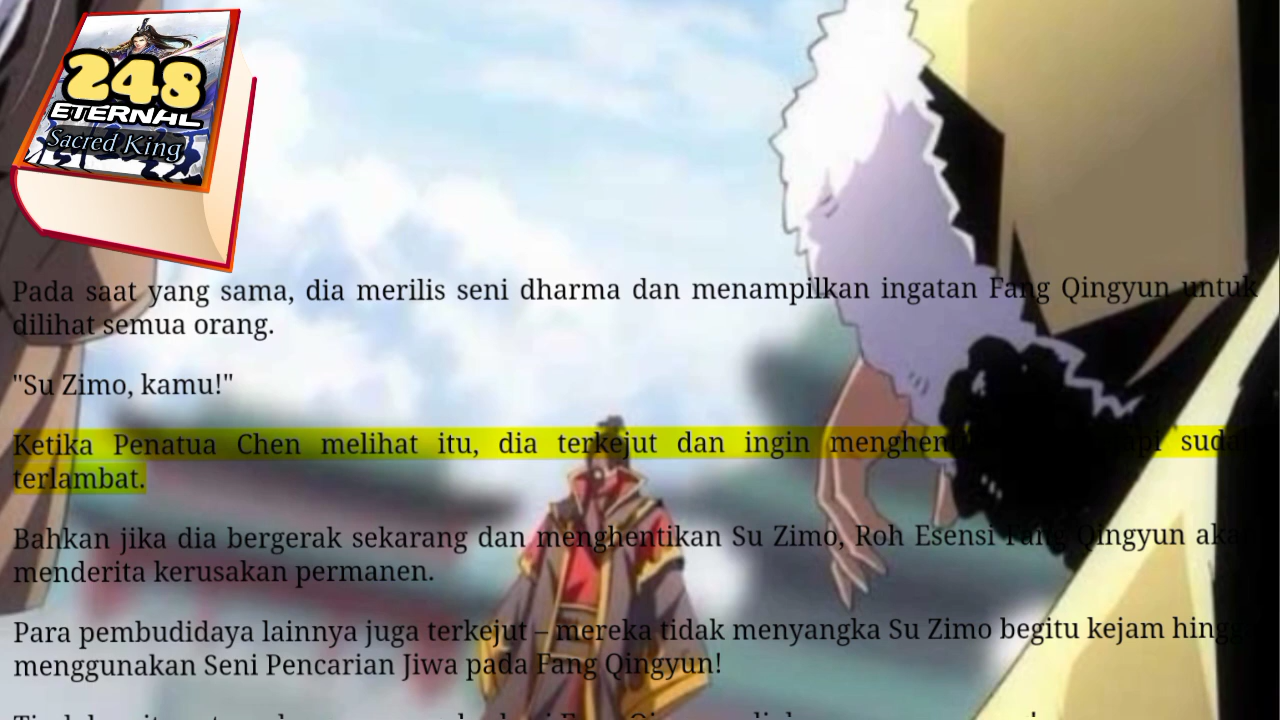 248
ETERNAL
Sacred King
Pada saat yang sama, dia merilis seni dharma dan menampilkan ingatan Fang Qingyun untuk
dilihat semua orang.
"Su Zimo, kamu!"
Ketika Penatua Chen melihat itu, dia terkejut dan ingin
terlambat.
Bahkan jika dia bergerak sekarang dan menghentikan Su Zimo, Roh Esensi Fang Qingyun akan
menderita kerusakan permanen.
Para pembudidaya lainnya juga terkejut – mereka tidak menyangka Su Zimo begitu kejam hingga
menggunakan Seni Pencarian Jiwa pada Fang Qingyun!